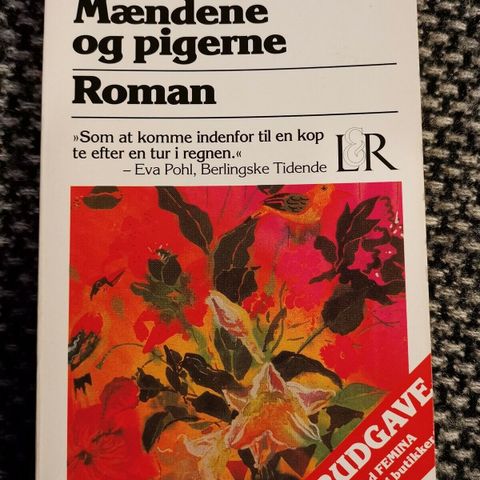 Mændene
og pigerne
Roman
»Som at komme indenfor til en kop
te efter en tur i regnen.«
– Eva Pohl, Berlingske Tidende
L&R
RUDGAVE
FEMINA
butikker